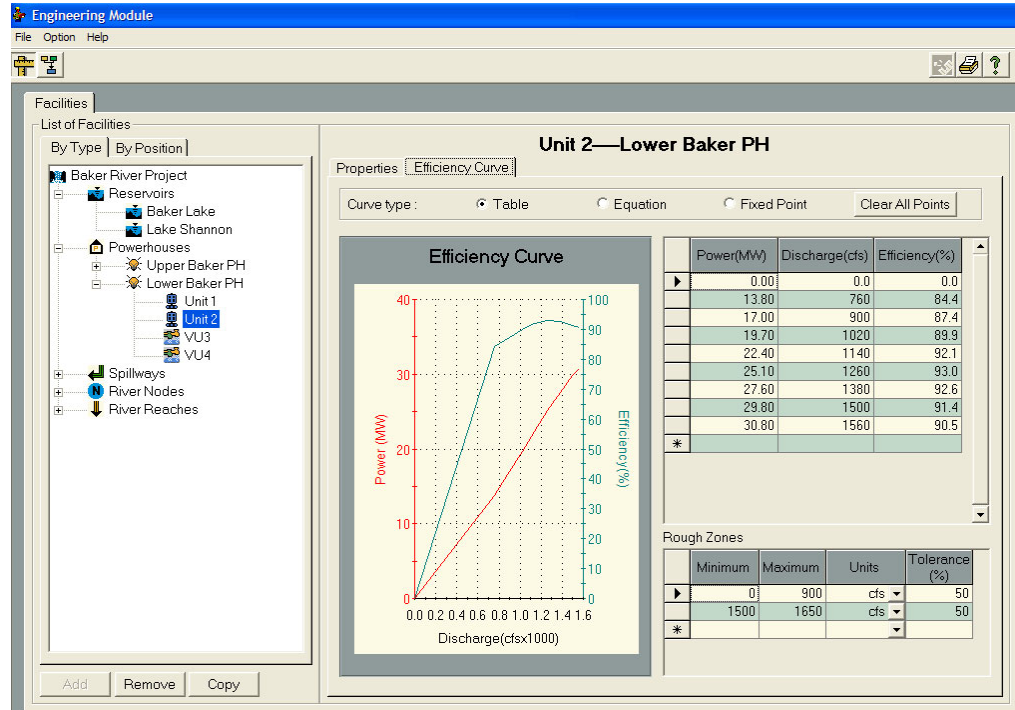 Engineering Module
File Option Help
Facilities
List of Facilities
By Type By Position
Baker River Project
Reservoirs
Baker Lake
Lake Shannon
Powerhouses
Upper Baker PH
Lower Baker PH
Unit 1
Unit 2
VU3
VU4
Spillways
N River Nodes
River Reaches
Add Remove Copy
Unit 2—Lower Baker PH
Properties Efficiency Curve
Curve type : Table Equation Fixed Point Clear All Points
Efficiency Curve
40 100
90
80
30 70
60
20 50
40
30
10 20
10
0 0
Power (MW)
Efficiency(%)
0.0 0.2 0.4 0.6 0.8 1.0 1.2 1.4 1.6
Discharge(cfsx1000)
Power(MW) Discharge(cfs) Efficiency(%)
0.00 0.0 0.0
13.80 760 84.4
17.00 900 87.4
19.70 1020 89.9
22.40 1140 92.1
25.10 1260 93.0
27.60 1380 92.6
29.80 1500 91.4
30.80 1560 90.5
*
Rough Zones
Minimum Maximum Units Tolerance
(%)
0 900 cfs 50
1500 1650 cfs 50
*